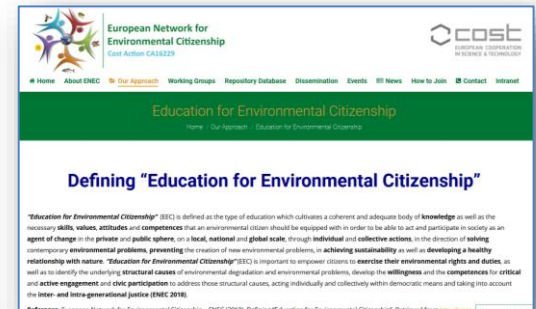 European Network for
Environmental Citizenship
Cost Action CA16229
cost
EUROPEAN COOPERATION
IN SCIENCE & TECHNOLOGY
Home About ENEC Our Approach Working Groups Repository Database Dissemination Events News How to Join Contact Intranet
Education for Environmental Citizenship
Home / Our Approach / Education for Environmental Citizenship
Defining “Education for Environmental Citizenship”
"Education for Environmental Citizenship" (EEC) is defined as the type of education which cultivates a coherent and adequate body of knowledge as well as the
necessary skills, values, attitudes and competences that an environmental citizen should be equipped with in order to be able to act and participate in society as an
agent of change in the private and public sphere, on a local, national and global scale, through individual and collective actions, in the direction of solving
contemporary environmental problems, preventing the creation of new environmental problems, in achieving sustainability as well as developing a healthy
relationship with nature. "Education for Environmental Citizenship" (EEC) is important to empower citizens to exercise their environmental rights and duties, as
well as to identify the underlying structural causes of environmental degradation and environmental problems, develop the willingness and the competences for critical
and active engagement and civic participation to address those structural causes, acting individually and collectively within democratic means and taking into account
the inter- and intra-generational justice (ENEC 2018).